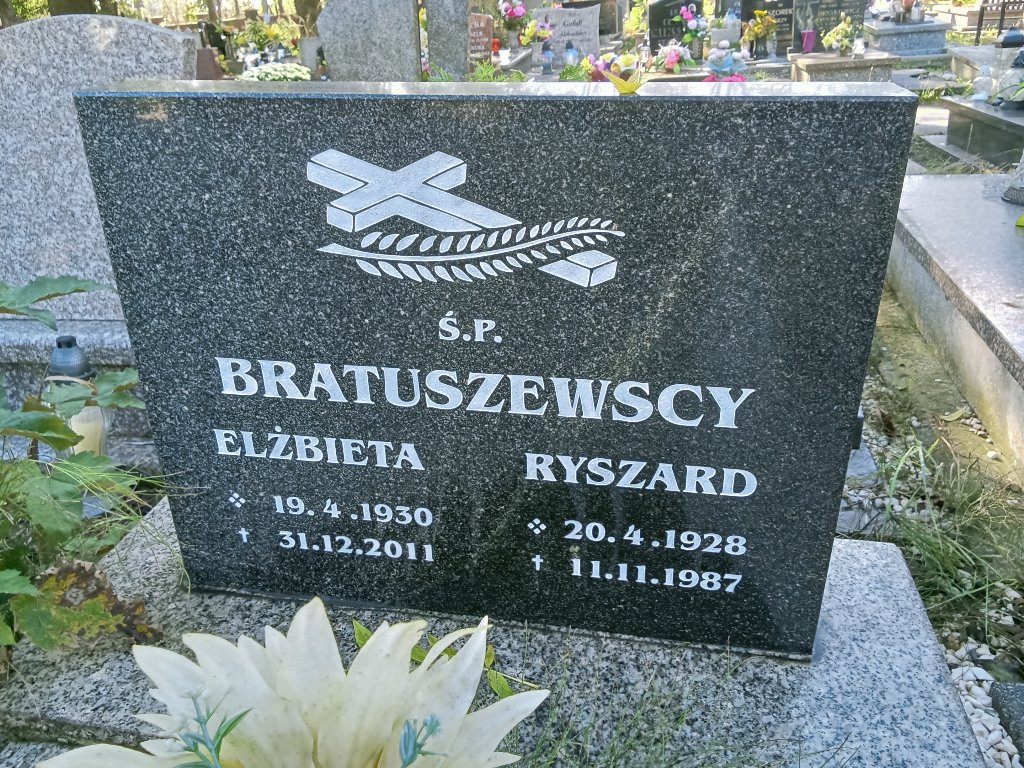 Ś.P.
BRATUSZEWSCY
ELŻBIETA
19.4.1930
31.12.2011
RYSZARD
20.4.1928
11.11.1987